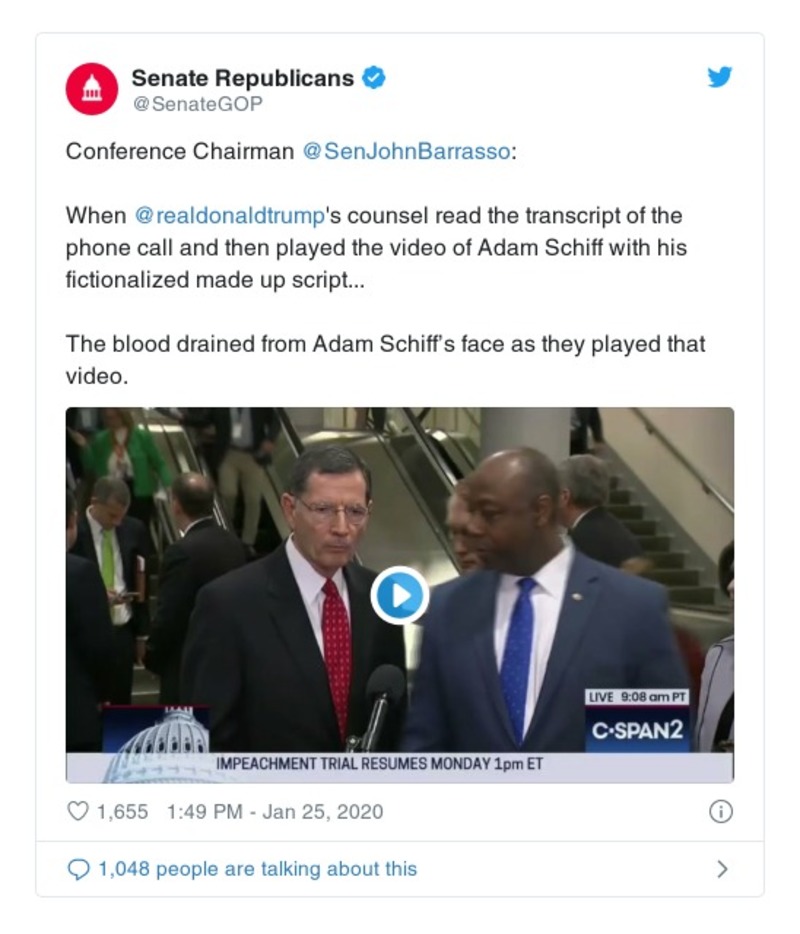 Senate Republicans
@SenateGOP
Conference Chairman @SenJohnBarrasso:
When @realdonaldtrump's counsel read the transcript of the
phone call and then played the video of Adam Schiff with his
fictionalized made up script...
The blood drained from Adam Schiff's face as they played that
video.
LIVE 9:08 am PT
C·SPAN2
IMPEACHMENT TRIAL RESUMES MONDAY 1pm ET
1,655 1:49 PM - Jan 25, 2020
1,048 people are talking about this